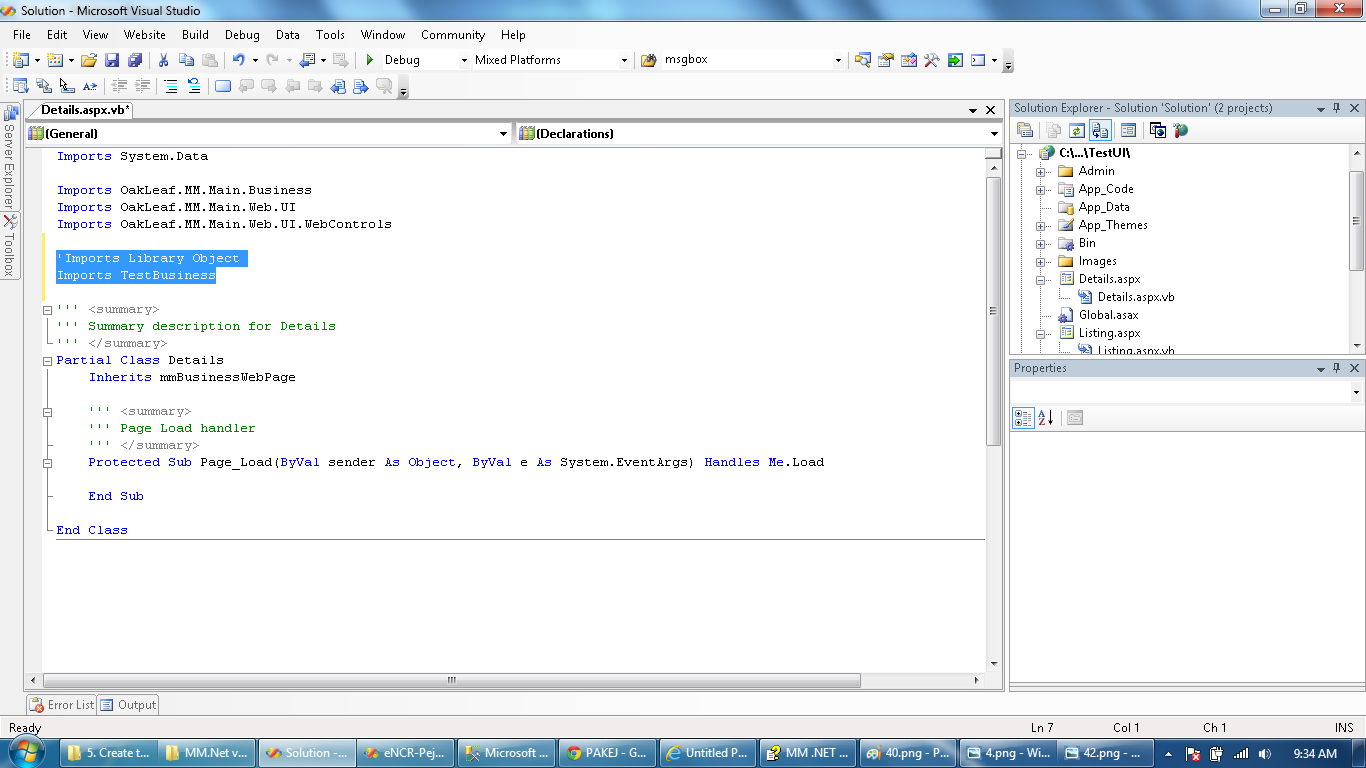 Solution - Microsoft Visual Studio
File Edit View Website Build Debug Data Tools Window Community Help
Debug Mixed Platforms msgbox
Server Explorer
Toolbox
Details.aspx.vb*
(General) (Declarations)
Imports System.Data
Imports OakLeaf.MM.Main.Business
Imports OakLeaf.MM.Main.Web.UI
Imports OakLeaf.MM.Main.Web.UI.WebControls
'Imports Library Object
Imports TestBusiness
''' <summary>
''' Summary description for Details
''' </summary>
Partial Class Details
Inherits mmBusinessWebPage
''' <summary>
''' Page Load handler
''' </summary>
Protected Sub Page_Load(ByVal sender As Object, ByVal e As System.EventArgs) Handles Me.Load
End Sub
End Class
Solution Explorer - Solution 'Solution' (2 projects)
C:\...\TestUI\
Admin
App_Code
App_Data
App_Themes
Bin
Images
Details.aspx
Details.aspx.vb
Global.asax
Listing.aspx
Listing.aspx.vb
Properties
Error List Output
Ready Ln 7 Col 1 Ch 1 INS
5. Create t... MM.Net v... Solution -... eNCR-Pej... Microsoft ... PAKEJ - G... Untitled P... MM .NET ... 40.png - P... 4.png - Wi... 42.png - ... 9:34 AM